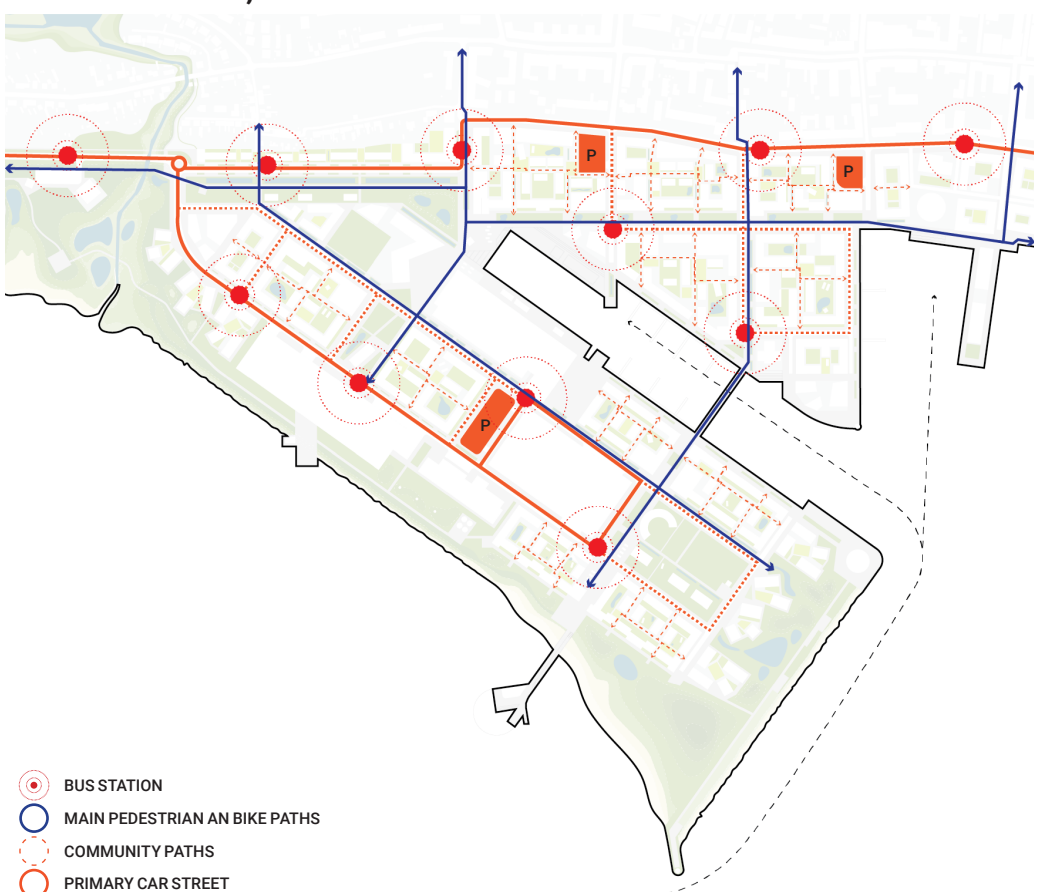 P
P
P
BUS STATION
MAIN PEDESTRIAN AN BIKE PATHS
COMMUNITY PATHS
PRIMARY CAR STREET